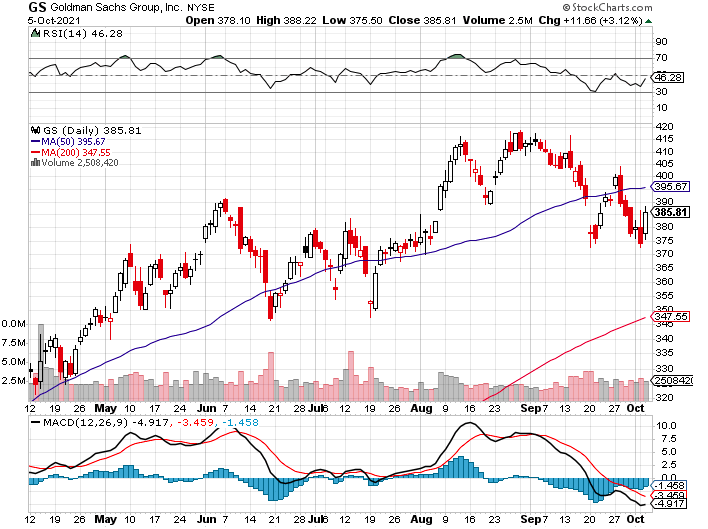 GS Goldman Sachs Group, Inc. NYSE © StockCharts.com
5-Oct-2021 Open 378.10 High 388.22 Low 375.50 Close 385.81 Volume 2.5M Chg +11.66 (+3.12%)
RSI(14) 46.28
90
70
50
46.28
30
10
GS (Daily) 385.81
MA(50) 395.67
MA(200) 347.55
Volume 2,508,420
420
415
410
405
400
395.67
390
385.81
380
375
370
365
360
355
350
347.55
345
340
335
330
325
2508420
320
0.0M
7.5M
5.0M
2.5M
12 19 26 May 10 17 24 Jun 7 14 21 28 Jul 6 12 19 26 Aug 9 16 23 Sep 7 13 20 27 Oct
MACD(12,26,9) -4.917, -3.459, -1.458
10.0
7.5
5.0
2.5
0.0
-1.458
-3.459
-4.917
12 19 26 May 10 17 24 Jun 7 14 21 28 Jul 6 12 19 26 Aug 9 16 23 Sep 7 13 20 27 Oct